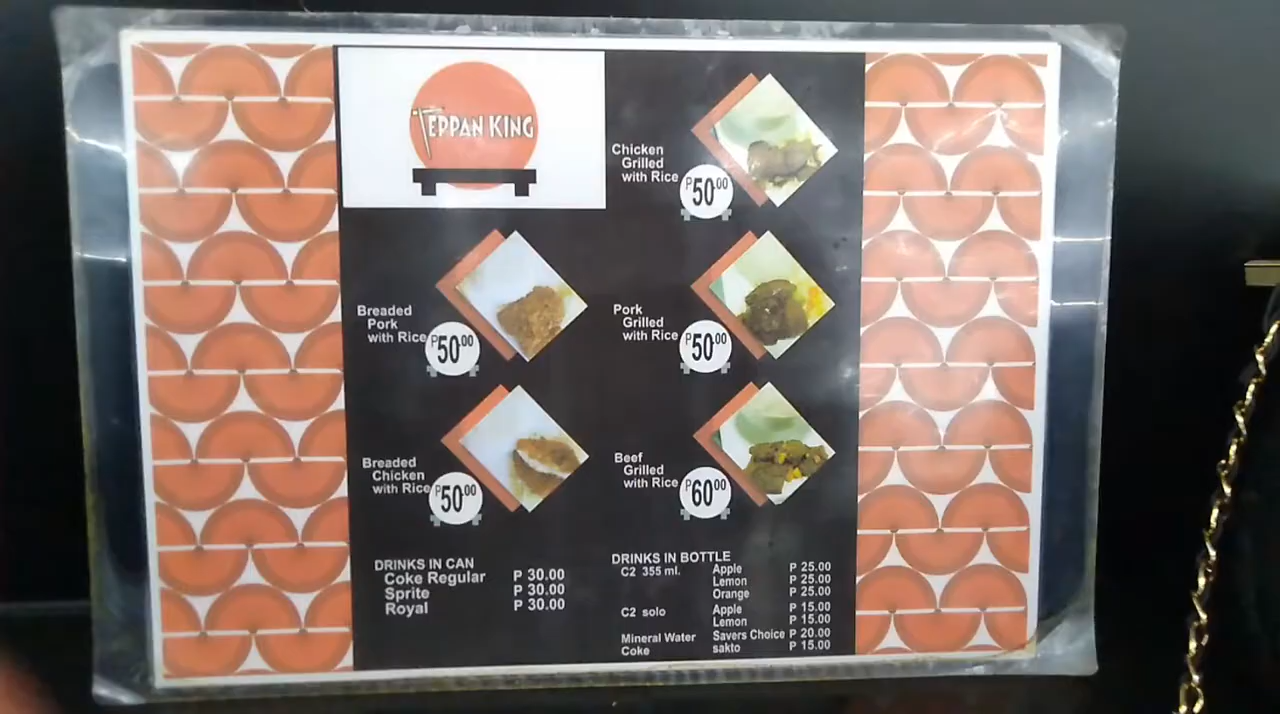 TEPPAN KING
Chicken
Grilled
with Rice
P50.00
Breaded
Pork
with Rice
P50.00
Pork
Grilled
with Rice
P50.00
Breaded
Chicken
with Rice
P50.00
Beef
Grilled
with Rice
P60.00
DRINKS IN CAN
Coke Regular P 30.00
Sprite P 30.00
Royal P 30.00
DRINKS IN BOTTLE
C2 355 ml. Apple P 25.00
Lemon P 25.00
Orange P 25.00
C2 solo Apple P 15.00
Lemon P 15.00
Mineral Water Savers Choice P 20.00
Coke sakto P 15.00